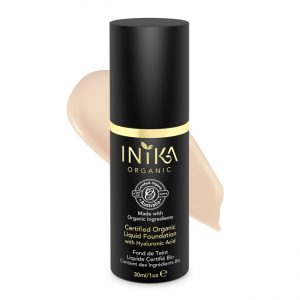 INIKA
ORGANIC
Made with
Organic Ingredients
Certified Organic
Liquid Foundation
with Hyaluronic Acid
Fond de Teint
Liquide Certifié Bio
Contient des Ingrédients Bio
30ml/1oz e